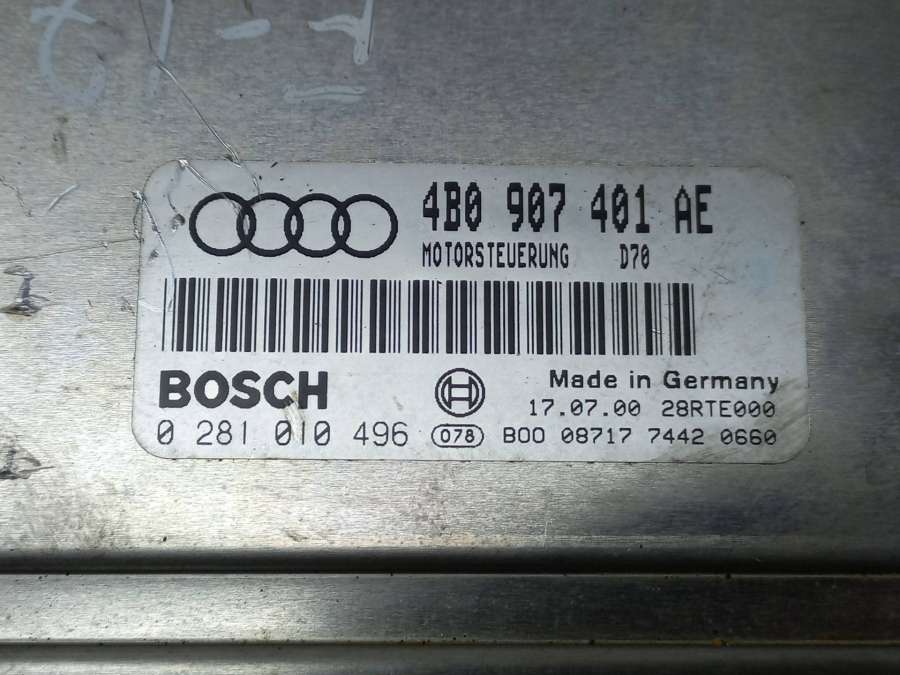 4B0 907 401 AE
MOTORSTEUERUNG D70
BOSCH
Made in Germany
17.07.00 28RTE000
0 281 010 496 078 B00 08717 7442 0660